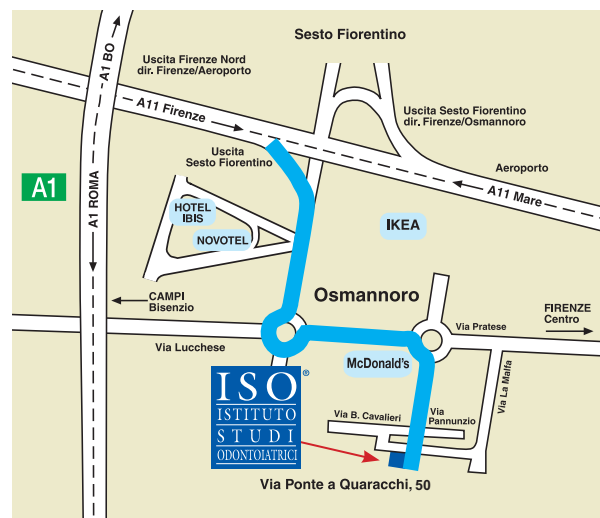 A1 BO
Sesto Fiorentino
Uscita Firenze Nord
dir. Firenze/Aeroporto
A11 Firenze
Uscita Sesto Fiorentino
dir. Firenze/Osmannoro
Uscita
Sesto Fiorentino
Aeroporto
A11 Mare
A1
A1 ROMA
HOTEL
IBIS
NOVOTEL
IKEA
CAMPI
Bisenzio
Osmannoro
FIRENZE
Centro
Via Pratese
Via Lucchese
McDonald's
Via La Malfa
ISO®
ISTITUTO
STUDI
ODONTOIATRICI
Via B. Cavalieri
Via
Pannunzio
Via Ponte a Quaracchi, 50